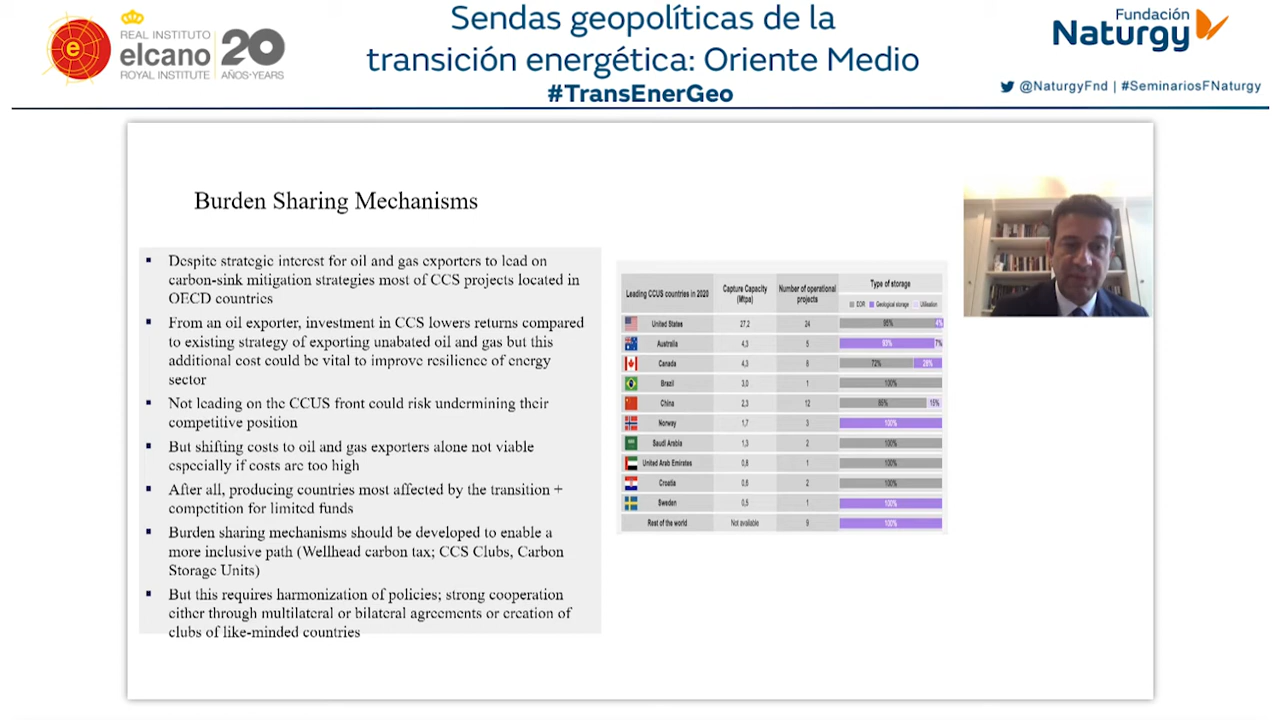 REAL INSTITUTO
elcano
ROYAL INSTITUTE
20
AÑOS·YEARS
Sendas geopolíticas de la
transición energética: Oriente Medio
#TransEnerGeo
Fundación
Naturgy
@NaturgyFnd | #SeminariosFNaturgy
Burden Sharing Mechanisms
Despite strategic interest for oil and gas exporters to lead on
carbon-sink mitigation strategies most of CCS projects located in
OECD countries
From an oil exporter, investment in CCS lowers returns compared
to existing strategy of exporting unabated oil and gas but this
additional cost could be vital to improve resilience of energy
sector
Not leading on the CCUS front could risk undermining their
competitive position
But shifting costs to oil and gas exporters alone not viable
especially if costs are too high
After all, producing countries most affected by the transition +
competition for limited funds
Burden sharing mechanisms should be developed to enable a
more inclusive path (Wellhead carbon tax; CCS Clubs, Carbon
Storage Units)
But this requires harmonization of policies; strong cooperation
either through multilateral or bilateral agreements or creation of
clubs of like-minded countries
Leading CCUS countries in 2020 Capture Capacity (Mtpa) Number of operational projects Type of storage
EOR Geological storage Utilisation
United States 27,2 24 4%
Australia 4,3 5 93% 7%
Canada 4,3 72% 28%
Brazil 3,0 1 100%
China 2,3 12 15%
Norway 1,7 3 100%
Saudi Arabia 1,3 2 100%
United Arab Emirates 0,8 1 100%
Croatia 2 100%
Sweden 0,5 1 100%
Rest of the world Not available 9 100%